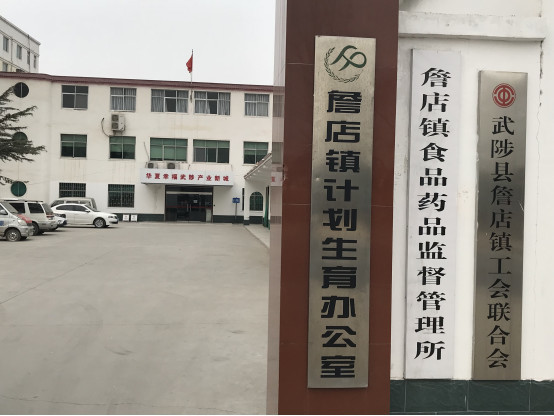 华夏幸福武陟产业新城
詹店镇计划生育办公室
詹店镇食品药品监督管理所
武陟县詹店镇工会联合会